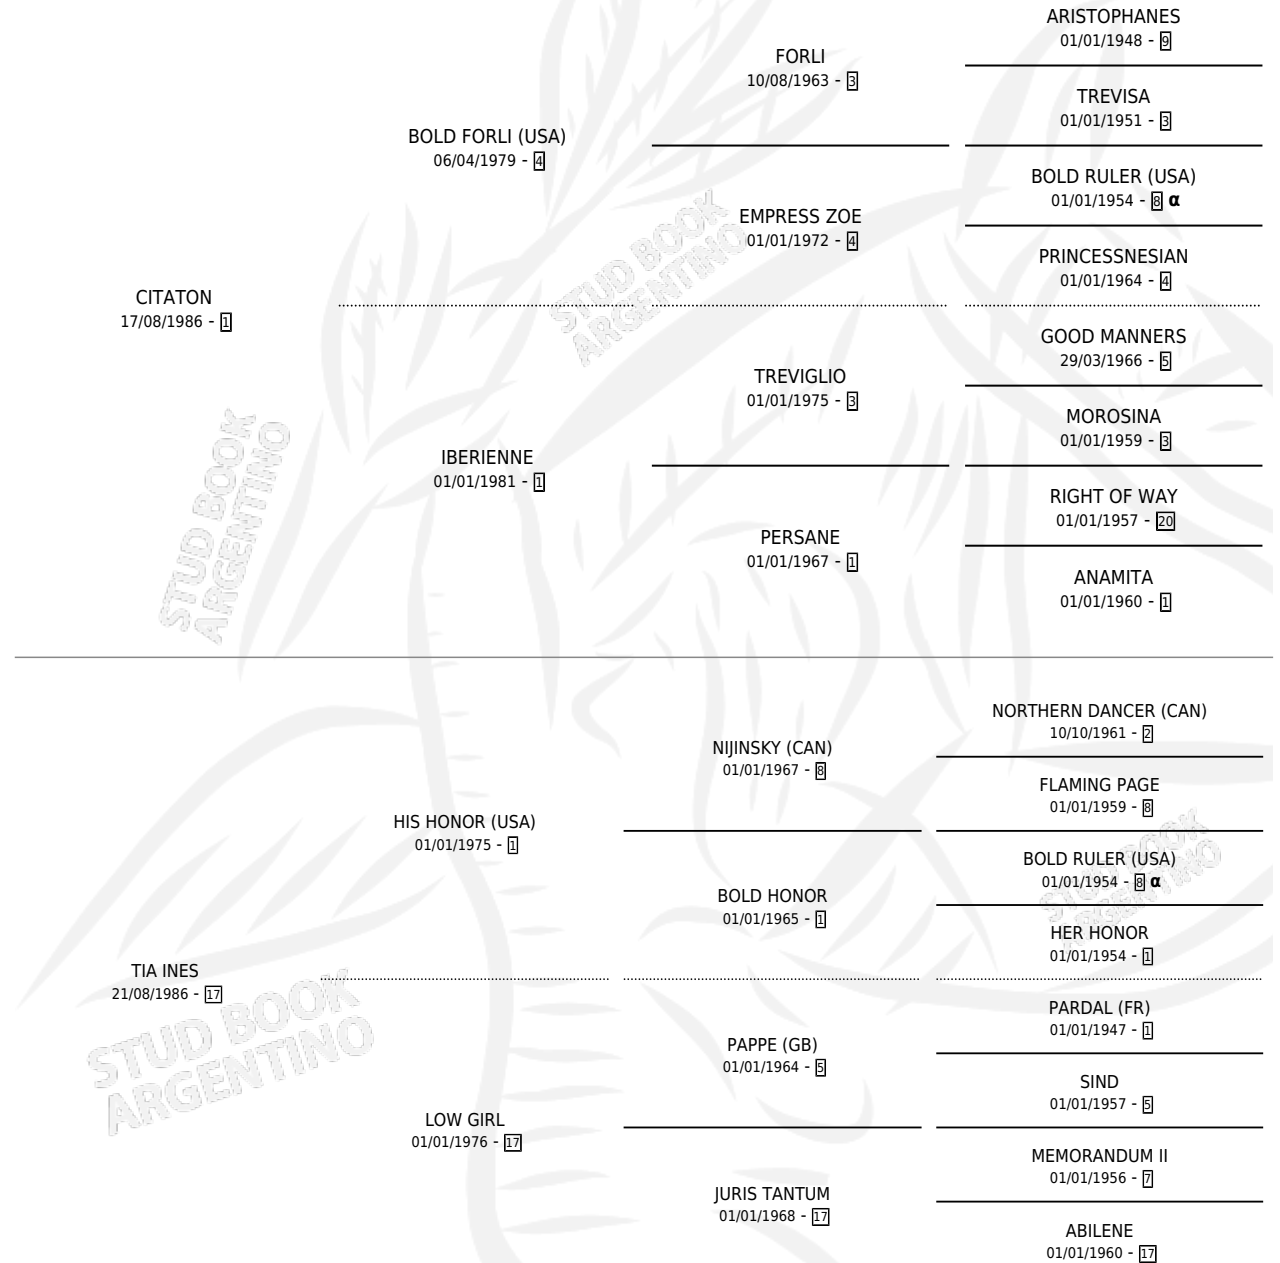 ARISTOPHANES
01/01/1948 - 9
FORLI
10/08/1963 - 3
TREVISA
01/01/1951 - 3
BOLD FORLI (USA)
06/04/1979 - 4
BOLD RULER (USA)
01/01/1954 - 8 α
EMPRESS ZOE
01/01/1972 - 4
PRINCESSNESIAN
01/01/1964 - 4
CITATON
17/08/1986 - 1
GOOD MANNERS
29/03/1966 - 5
TREVIGLIO
01/01/1975 - 3
MOROSINA
01/01/1959 - 3
IBERIENNE
01/01/1981 - 1
RIGHT OF WAY
01/01/1957 - 20
PERSANE
01/01/1967 - 1
ANAMITA
01/01/1960 - 1
NORTHERN DANCER (CAN)
10/10/1961 - 2
NIJINSKY (CAN)
01/01/1967 - 8
FLAMING PAGE
01/01/1959 - 8
HIS HONOR (USA)
01/01/1975 - 1
BOLD RULER (USA)
01/01/1954 - 8 α
BOLD HONOR
01/01/1965 - 1
HER HONOR
01/01/1954 - 1
TIA INES
21/08/1986 - 17
PARDAL (FR)
01/01/1947 - 1
PAPPE (GB)
01/01/1964 - 5
SIND
01/01/1957 - 5
LOW GIRL
01/01/1976 - 17
MEMORANDUM II
01/01/1956 - 7
JURIS TANTUM
01/01/1968 - 17
ABILENE
01/01/1960 - 17
STUD BOOK
ARGENTINO
STUD BOOK
ARGENTINO
STUD BOOK
ARGENTINO
STUD BOOK
ARGENTINO